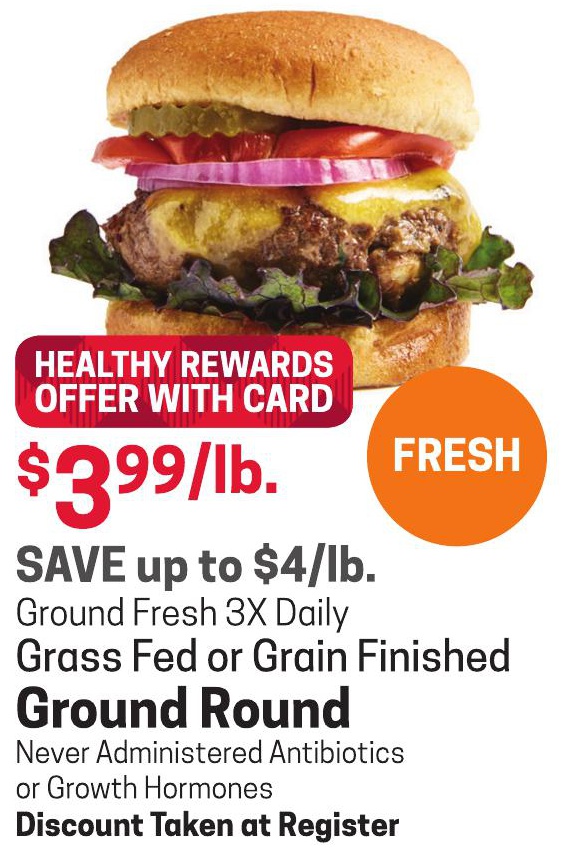 HEALTHY REWARDS
OFFER WITH CARD
$3.99/lb.
FRESH
SAVE up to $4/lb.
Ground Fresh 3X Daily
Grass Fed or Grain Finished
Ground Round
Never Administered Antibiotics
or Growth Hormones
Discount Taken at Register